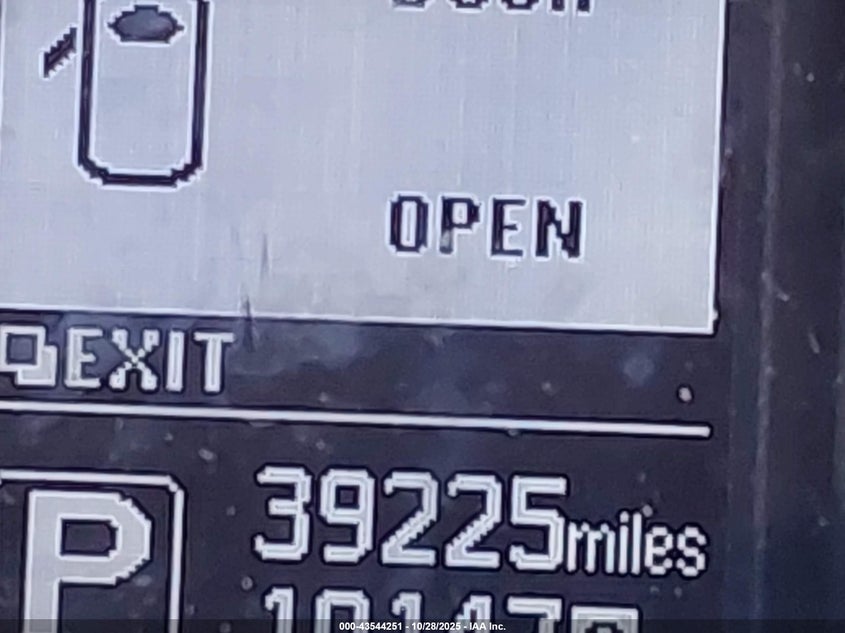 OPEN
EXIT
P
39225miles
000-43544251 - 10/28/2025 - IAA Inc.